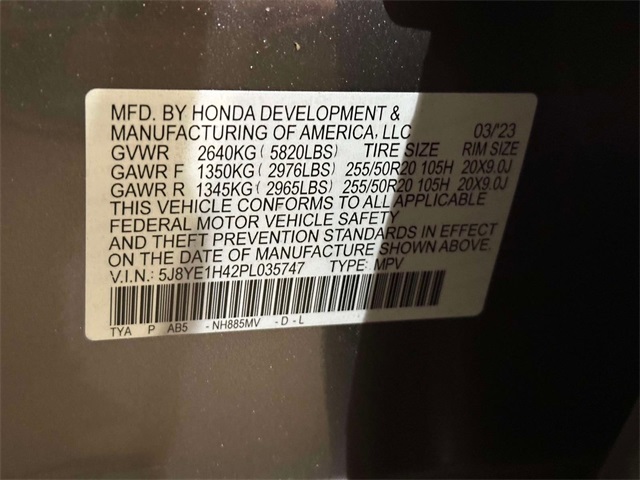 MFD. BY HONDA DEVELOPMENT &
MANUFACTURING OF AMERICA, LLC 03/'23
GVWR 2640KG ( 5820LBS) TIRE SIZE RIM SIZE
GAWR F 1350KG ( 2976LBS) 255/50R20 105H 20X9.0J
GAWR R 1345KG ( 2965LBS) 255/50R20 105H 20X9.0J
THIS VEHICLE CONFORMS TO ALL APPLICABLE
FEDERAL MOTOR VEHICLE SAFETY
AND THEFT PREVENTION STANDARDS IN EFFECT
ON THE DATE OF MANUFACTURE SHOWN ABOVE.
V.I.N.: 5J8YE1H42PL035747 TYPE: MPV
TYA P AB5 - NH885MV - D - L